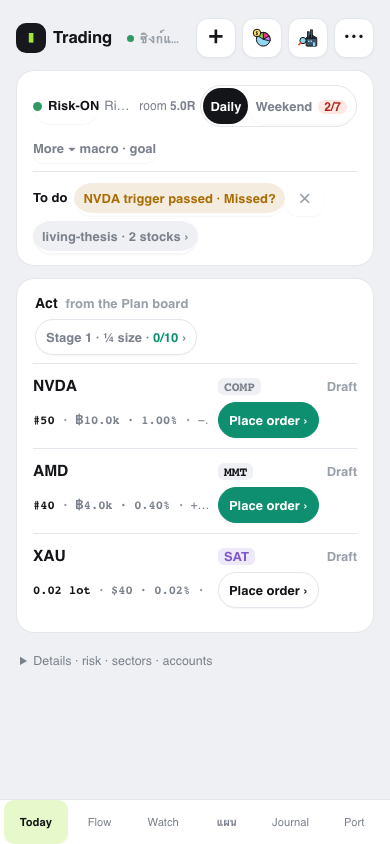 Trading
ซิงก์แ...
Risk-ON Ri... room 5.0R Daily Weekend 2/7
More macro · goal
To do NVDA trigger passed · Missed? ×
living-thesis · 2 stocks ›
Act from the Plan board
Stage 1 · ¼ size · 0/10 ›
NVDA COMP Draft
#50 · ฿10.0k · 1.00% · –. Place order ›
AMD MMT Draft
#40 · ฿4.0k · 0.40% · +... Place order ›
XAU SAT Draft
0.02 lot · $40 · 0.02% · Place order ›
Details · risk · sectors · accounts
Today Flow Watch แผน Journal Port